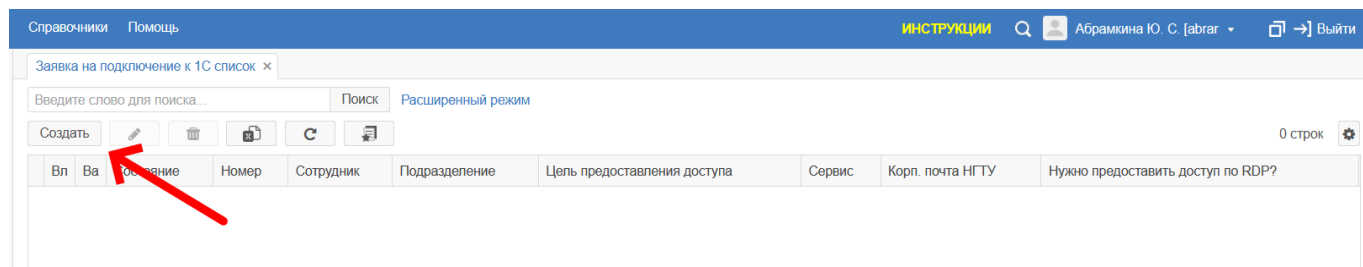 Справочники Помощь ИНСТРУКЦИИ Абрамкина Ю. С. [abrar Выйти
Заявка на подключение к 1С список ×
Введите слово для поиска... Поиск Расширенный режим
Создать 0 строк
Вл Ва Состояние Номер Сотрудник Подразделение Цель предоставления доступа Сервис Корп. почта НГТУ Нужно предоставить доступ по RDP?